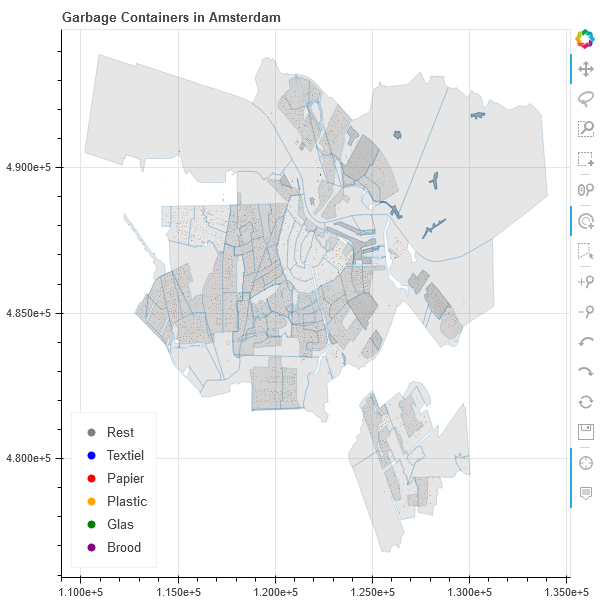 Garbage Containers in Amsterdam
4.900e+5
4.850e+5
4.800e+5
Rest
Textiel
Papier
Plastic
Glas
Brood
1.100e+5 1.150e+5 1.200e+5 1.250e+5 1.300e+5 1.350e+5